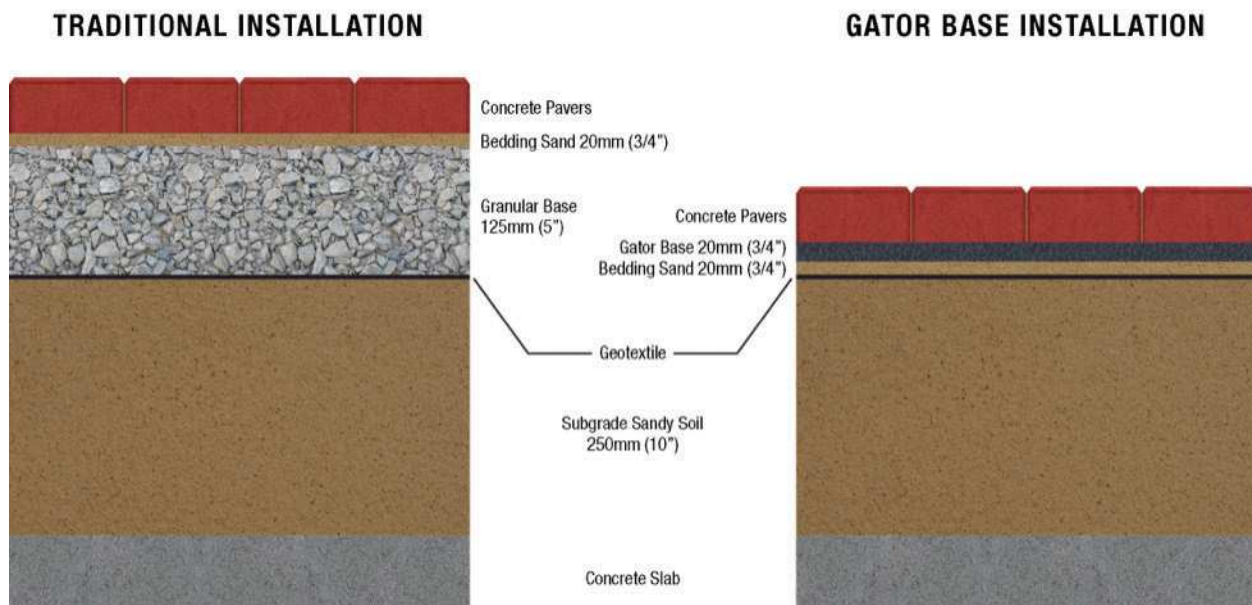 TRADITIONAL INSTALLATION
GATOR BASE INSTALLATION
Concrete Pavers
Bedding Sand 20mm (3/4")
Granular Base
125mm (5")
Concrete Pavers
Gator Base 20mm (3/4")
Bedding Sand 20mm (3/4")
Geotextile
Subgrade Sandy Soil
250mm (10")
Concrete Slab